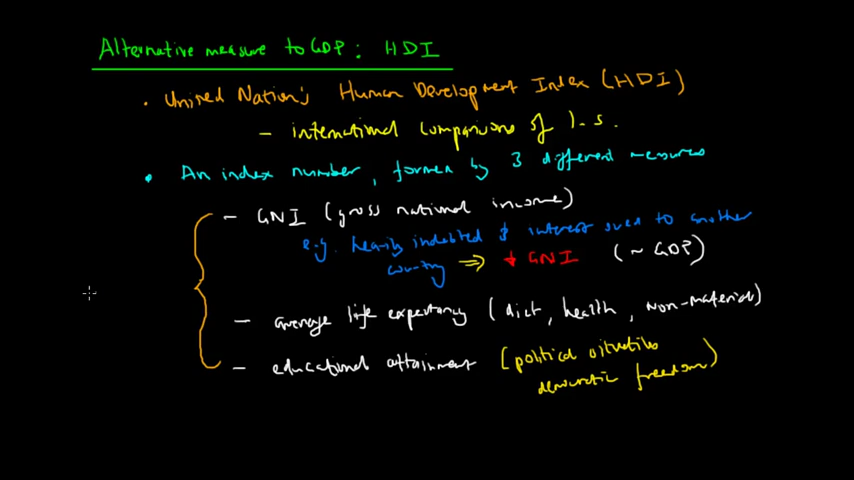 Alternative measure to GDP: HDI
• United Nation's Human Development Index (HDI)
– international comparisons of l.s.
• An index number, formed by 3 different measures
– GNI (gross national income)
e.g. heavily indebted & interest owed to another
country ⇒ ↓ GNI (~ GDP)
– average life expectancy (diet, health, non-material)
– educational attainment (political situation
democratic freedom)